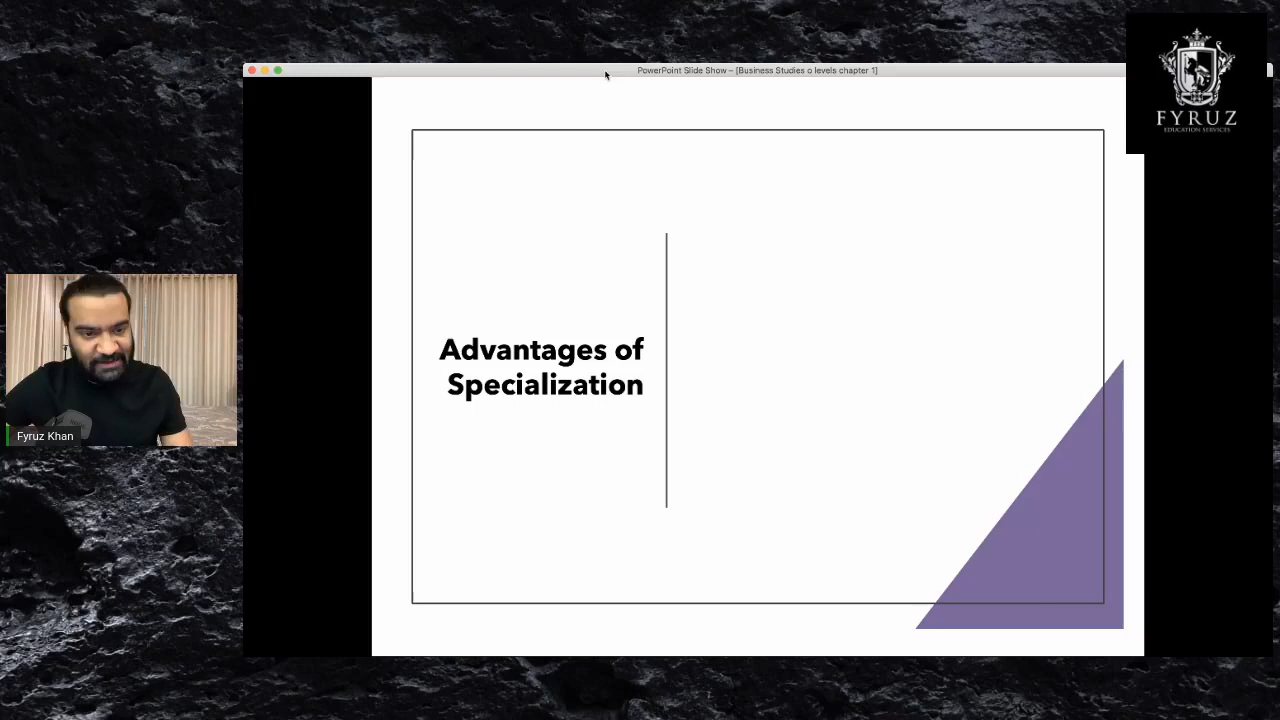 PowerPoint Slide Show – [Business Studies o levels chapter 1]
FYRUZ
EDUCATION SERVICES
Advantages of
Specialization
Fyruz Khan